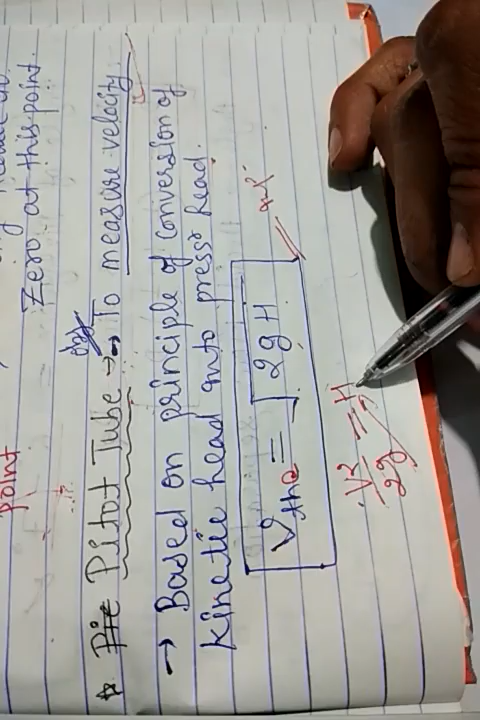 Zero at this point.
point
Pitot Tube → To measure velocity
→ Based on principle of conversion of
kinetic head into pressr head.
Vth = √2gH
V²/2g = H